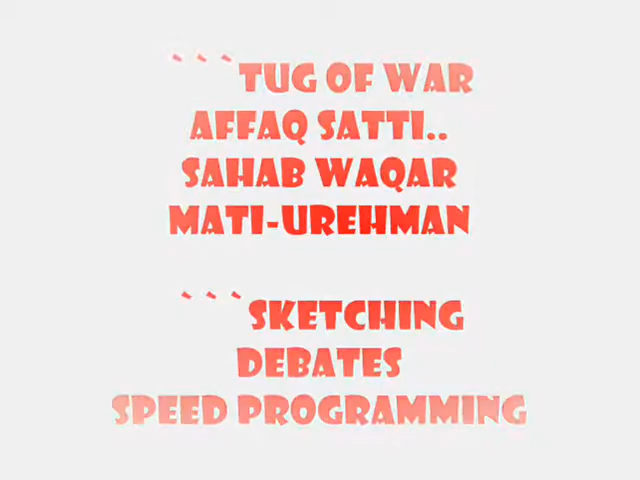 ```TUG OF WAR
AFFAQ SATTI..
SAHAB WAQAR
MATI-UREHMAN
```SKETCHING
DEBATES
SPEED PROGRAMMING